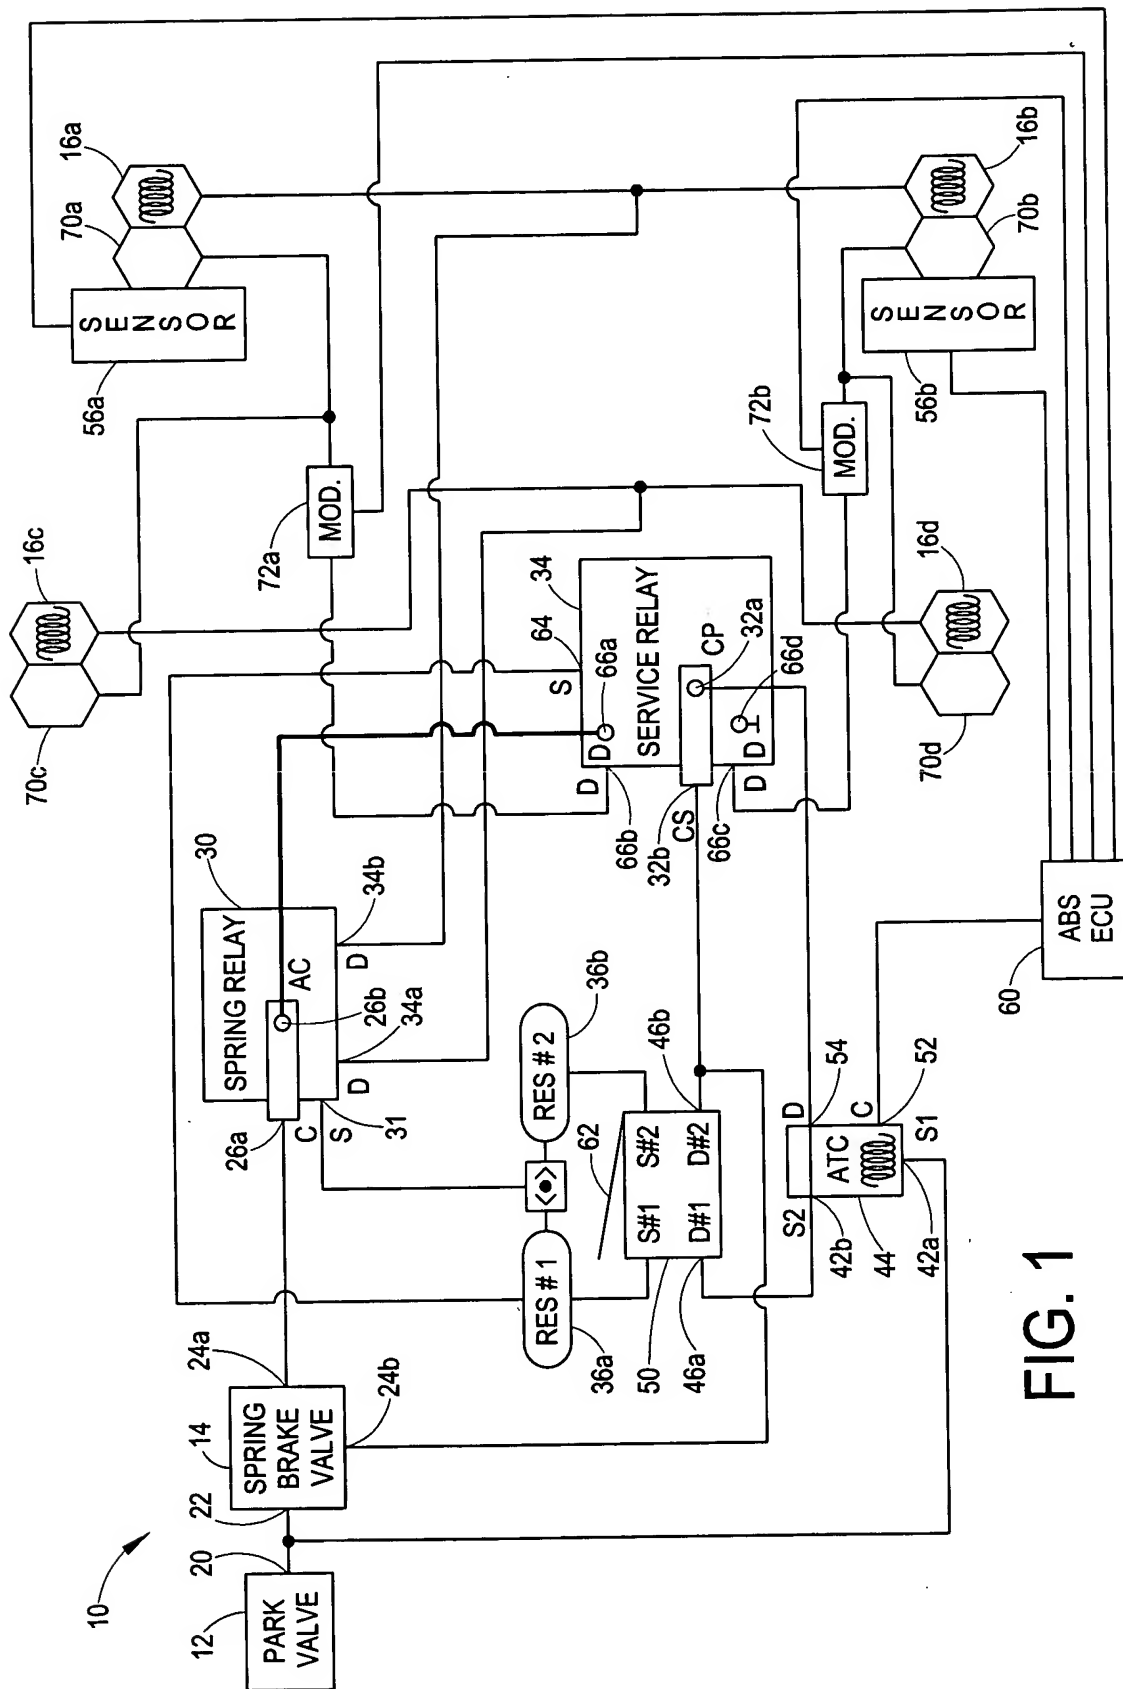 10
12
PARK
VALVE
20
22
14
SPRING
BRAKE
VALVE
24a
24b
26a
SPRING RELAY
30
AC
26b
C
S
31
D
34a
D
34b
RES # 1
36a
RES # 2
36b
62
S#1
S#2
D#1
D#2
50
46a
46b
S2
D
54
ATC
C
52
42b
44
42a
S1
SERVICE RELAY
34
64
S
66a
D
D
66b
CS
32b
CP
32a
66c
D
D
66d
MOD.
72a
MOD.
72b
70c
16c
70a
16a
SENSOR
56a
70b
16b
SENSOR
56b
70d
16d
ABS
ECU
60
FIG. 1